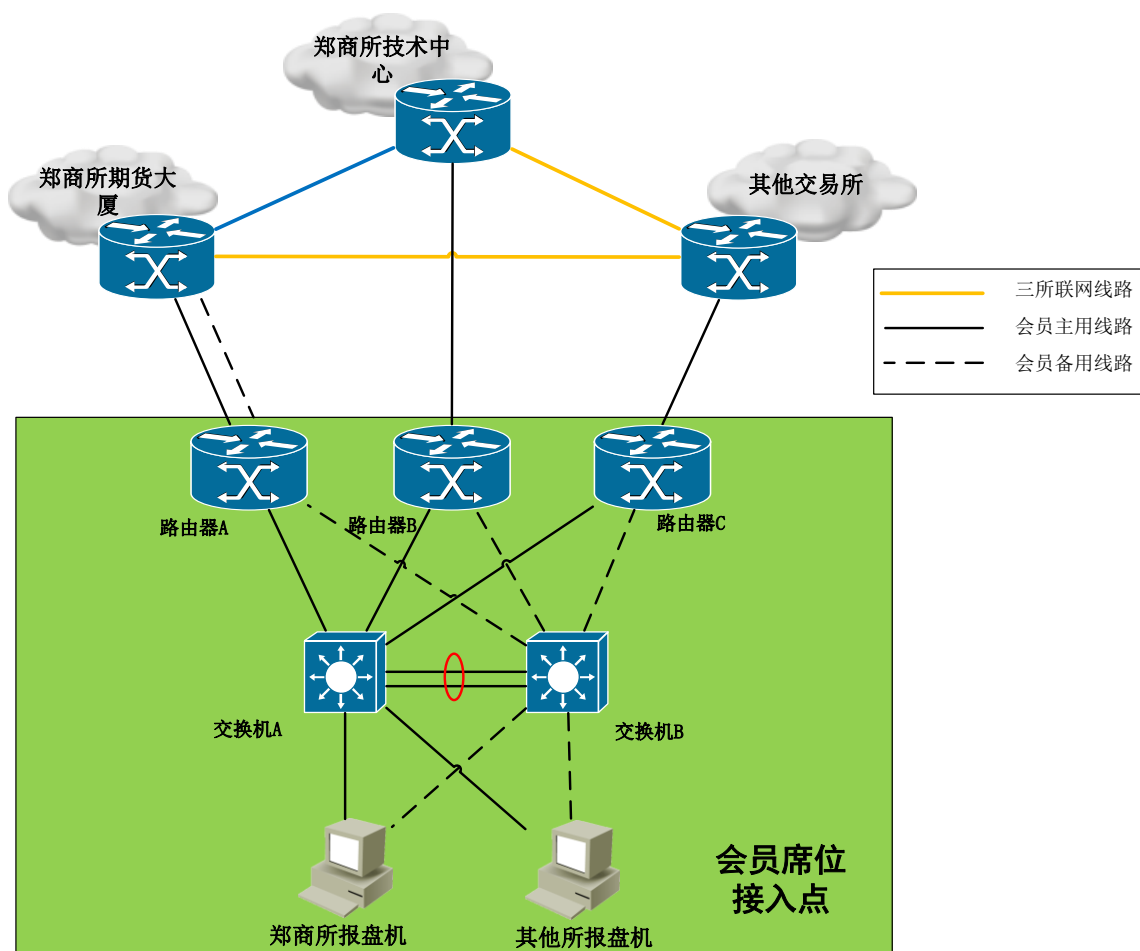 郑商所技术中
心
郑商所期货大
厦
其他交易所
三所联网线路
会员主用线路
会员备用线路
路由器A
路由器B
路由器C
交换机A
交换机B
会员席位
接入点
郑商所报盘机
其他所报盘机